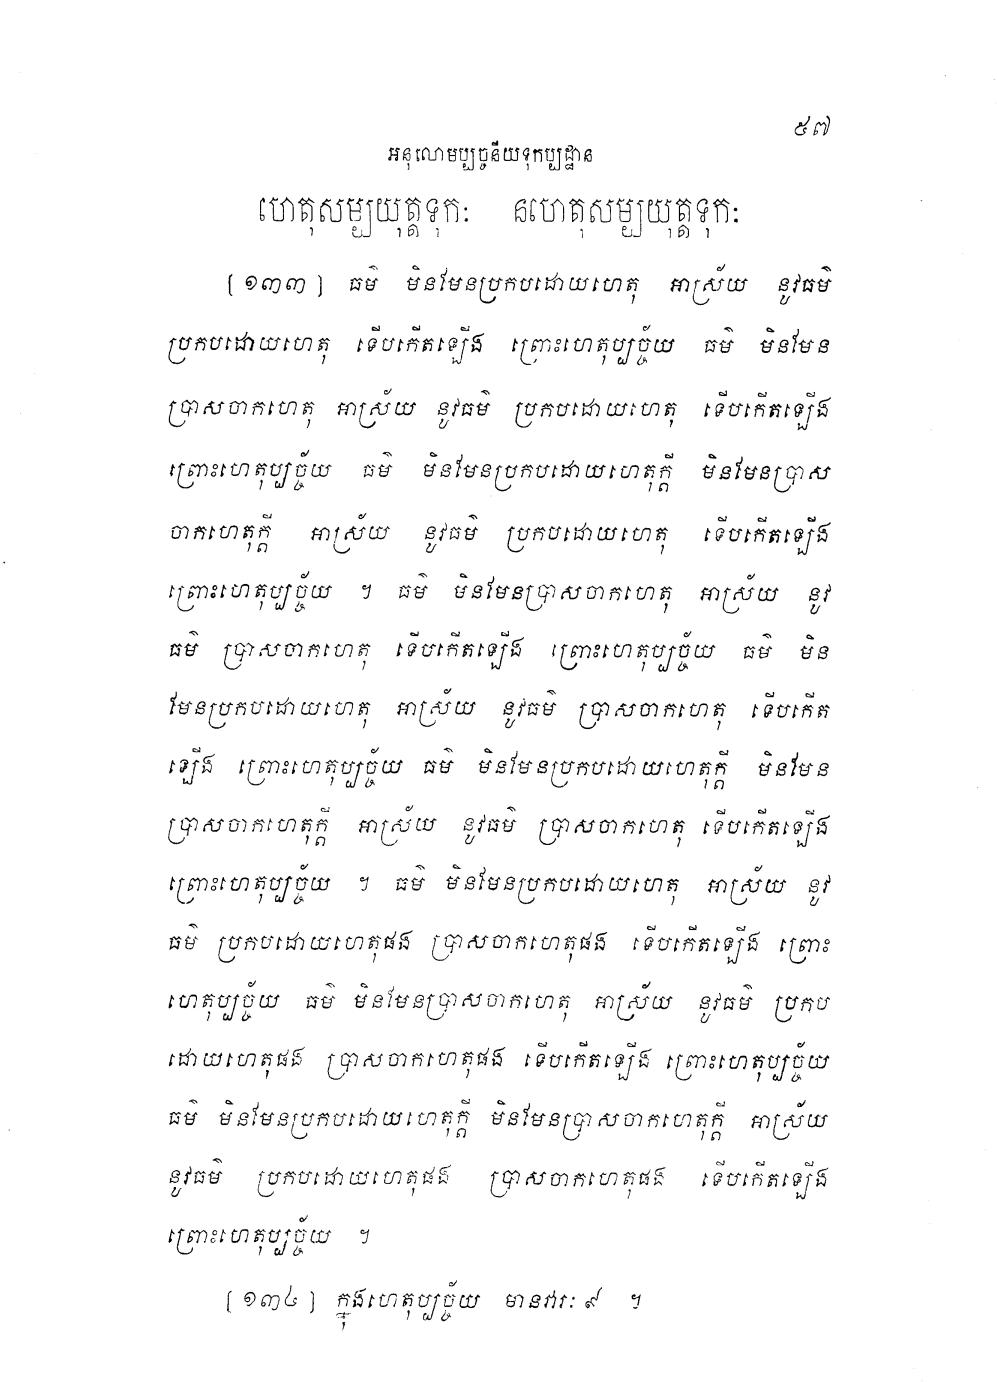 ៥៧
អនុលោមប្បច្ចនីយទុកប្បដ្ឋាន
ហេតុសម្បយុត្តទុកៈ នហេតុសម្បយុត្តទុកៈ
[១៣៣] ធម៌ មិនមែនប្រកបដោយហេតុ អាស្រ័យ នូវធម៌
ប្រកបដោយហេតុ ទើបកើតឡើង ព្រោះហេតុប្បច្ច័យ ធម៌ មិនមែន
ប្រាសចាកហេតុ អាស្រ័យ នូវធម៌ ប្រកបដោយហេតុ ទើបកើតឡើង
ព្រោះហេតុប្បច្ច័យ ធម៌ មិនមែនប្រកបដោយហេតុក្តី មិនមែនប្រាស
ចាកហេតុក្តី អាស្រ័យ នូវធម៌ ប្រកបដោយហេតុ ទើបកើតឡើង
ព្រោះហេតុប្បច្ច័យ ។ ធម៌ មិនមែនប្រាសចាកហេតុ អាស្រ័យ នូវ
ធម៌ ប្រាសចាកហេតុ ទើបកើតឡើង ព្រោះហេតុប្បច្ច័យ ធម៌ មិន
មែនប្រកបដោយហេតុ អាស្រ័យ នូវធម៌ ប្រាសចាកហេតុ ទើបកើត
ឡើង ព្រោះហេតុប្បច្ច័យ ធម៌ មិនមែនប្រកបដោយហេតុក្តី មិនមែន
ប្រាសចាកហេតុក្តី អាស្រ័យ នូវធម៌ ប្រាសចាកហេតុ ទើបកើតឡើង
ព្រោះហេតុប្បច្ច័យ ។ ធម៌ មិនមែនប្រកបដោយហេតុ អាស្រ័យ នូវ
ធម៌ ប្រកបដោយហេតុផង ប្រាសចាកហេតុផង ទើបកើតឡើង ព្រោះ
ហេតុប្បច្ច័យ ធម៌ មិនមែនប្រាសចាកហេតុ អាស្រ័យ នូវធម៌ ប្រកប
ដោយហេតុផង ប្រាសចាកហេតុផង ទើបកើតឡើង ព្រោះហេតុប្បច្ច័យ
ធម៌ មិនមែនប្រកបដោយហេតុក្តី មិនមែនប្រាសចាកហេតុក្តី អាស្រ័យ
នូវធម៌ ប្រកបដោយហេតុផង ប្រាសចាកហេតុផង ទើបកើតឡើង
ព្រោះហេតុប្បច្ច័យ ។
[១៣៤] ក្នុងហេតុប្បច្ច័យ មានវារៈ ៩ ។